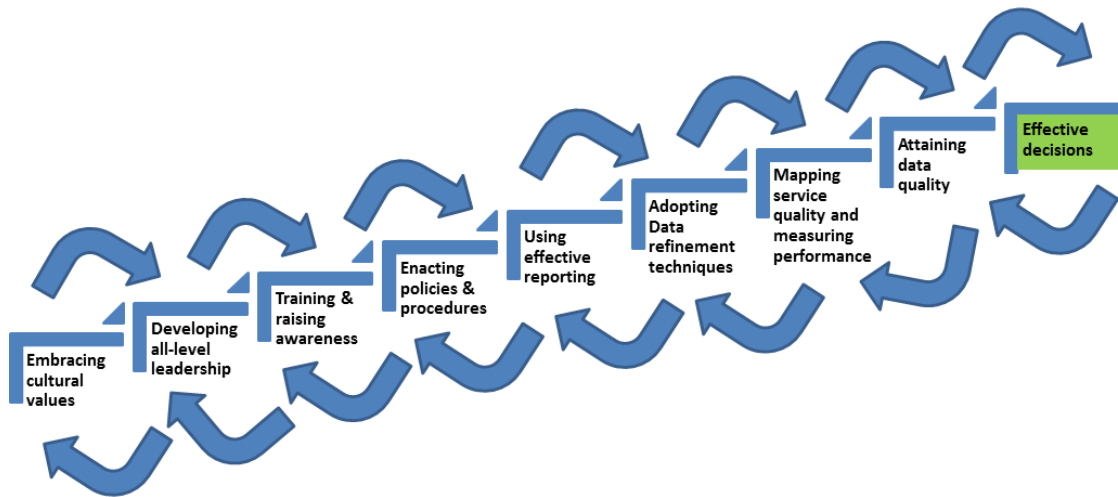 Embracing
cultural
values
Developing
all-level
leadership
Training &
raising
awareness
Enacting
policies &
procedures
Using
effective
reporting
Adopting
Data
refinement
techniques
Mapping
service
quality and
measuring
performance
Attaining
data
quality
Effective
decisions